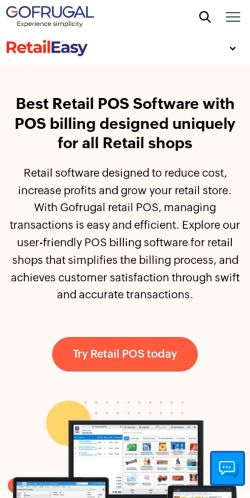 GOFRUGAL
Experience simplicity
RetailEasy
Best Retail POS Software with
POS billing designed uniquely
for all Retail shops
Retail software designed to reduce cost,
increase profits and grow your retail store.
With Gofrugal retail POS, managing
transactions is easy and efficient. Explore our
user-friendly POS billing software for retail
shops that simplifies the billing process, and
achieves customer satisfaction through swift
and accurate transactions.
Try Retail POS today